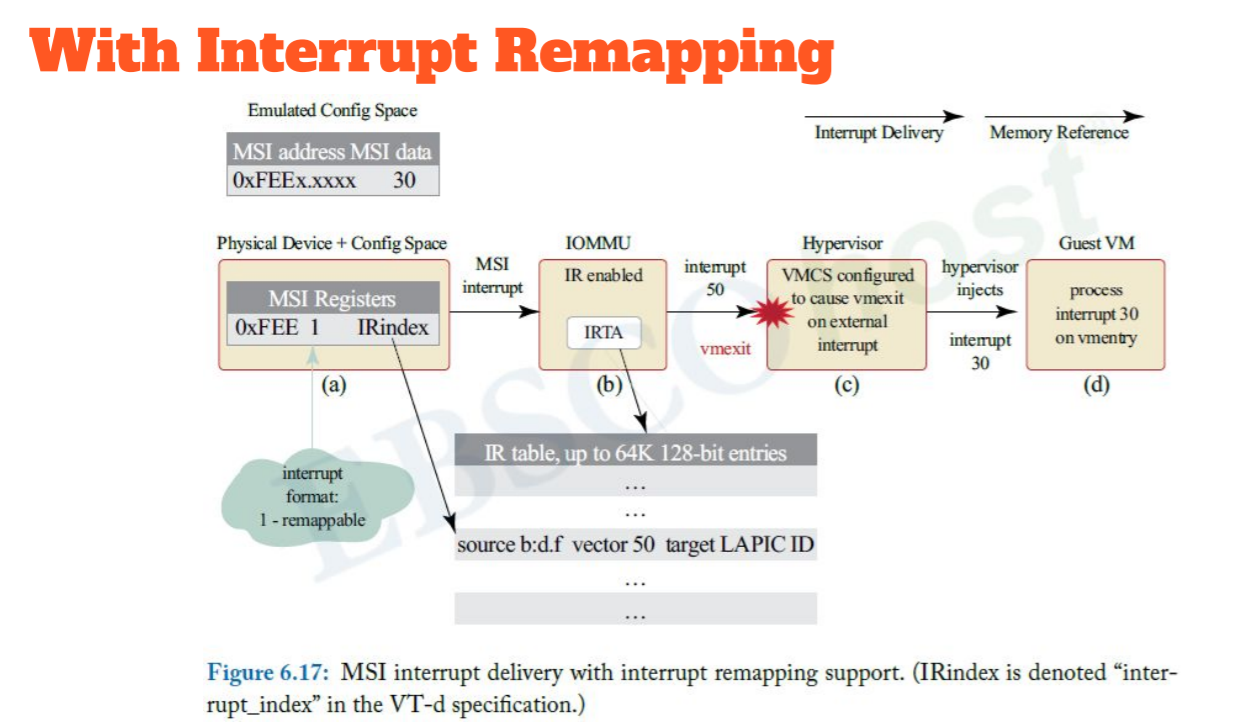 With Interrupt Remapping
Emulated Config Space
MSI address MSI data
0xFEEx.xxxx 30
Interrupt Delivery
Memory Reference
Physical Device + Config Space
MSI Registers
0xFEE 1 IRindex
(a)
MSI
interrupt
IOMMU
IR enabled
IRTA
(b)
interrupt
50
vmexit
Hypervisor
VMCS configured
to cause vmexit
on external
interrupt
(c)
hypervisor
injects
interrupt
30
Guest VM
process
interrupt 30
on vmentry
(d)
interrupt
format:
1 - remappable
IR table, up to 64K 128-bit entries
...
...
source b:d.f vector 50 target LAPIC ID
...
...
EBSCOhost
Figure 6.17: MSI interrupt delivery with interrupt remapping support. (IRindex is denoted “inter-
rupt_index” in the VT-d specification.)